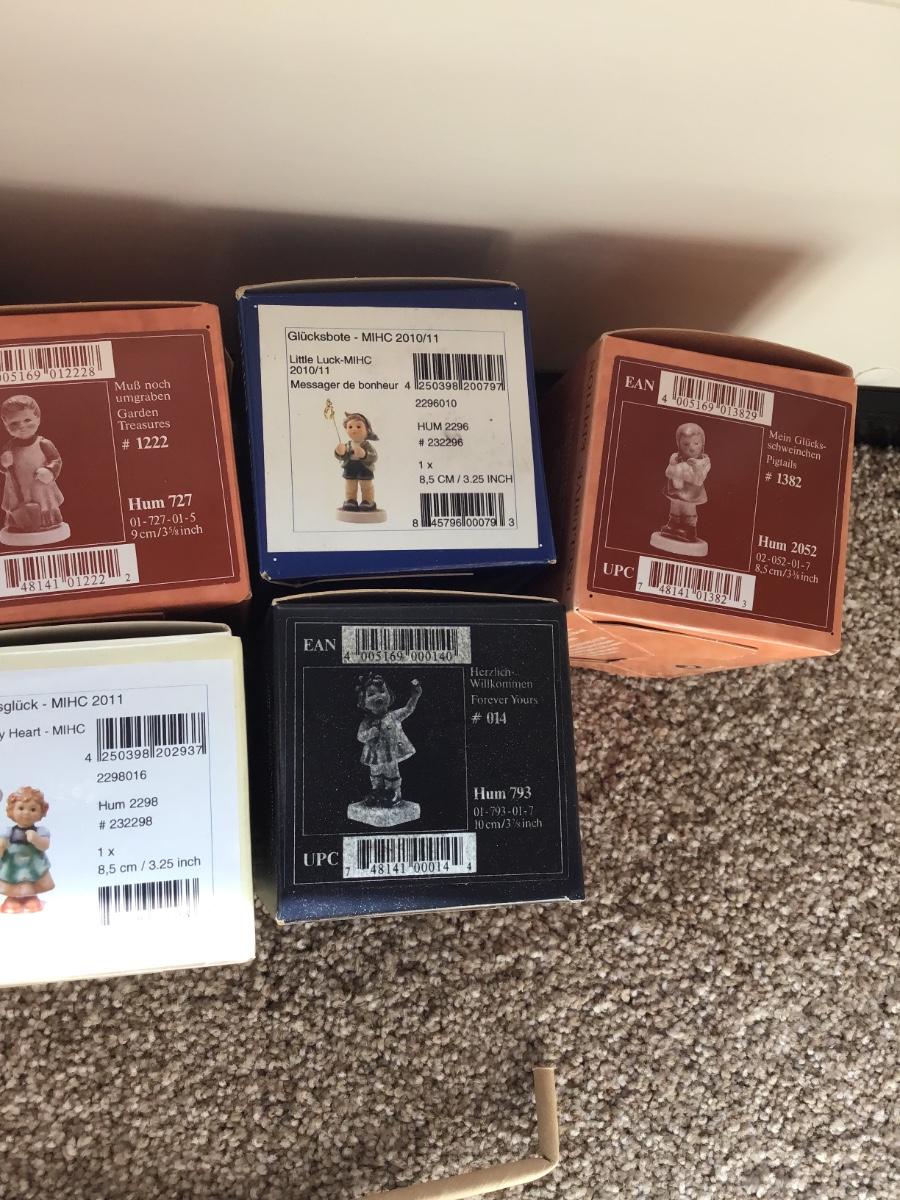 005169 012228
Muß noch
umgraben
Garden
Treasures
# 1222
Hum 727
01-727-01-5
9 cm/3⅝ inch
48141 01222 2
Glücksbote - MIHC 2010/11
Little Luck-MIHC
2010/11
Messager de bonheur
4 250398 200797
2296010
HUM 2296
# 232296
1 x
8,5 CM / 3.25 INCH
8 45796 00079 3
EAN
4 005169 013829
Mein Glücks-
schweinchen
Pigtails
# 1382
Hum 2052
02-052-01-7
8,5cm/3⅜ inch
UPC
7 48141 01382 3
sglück - MIHC 2011
y Heart - MIHC
4 250398 202937
2298016
Hum 2298
# 232298
1 x
8,5 cm / 3.25 inch
EAN
4 005169 000140
Herzlich-
Willkommen
Forever Yours
# 014
Hum 793
01-793-01-7
10cm/3⅞ inch
UPC
7 48141 00014 4